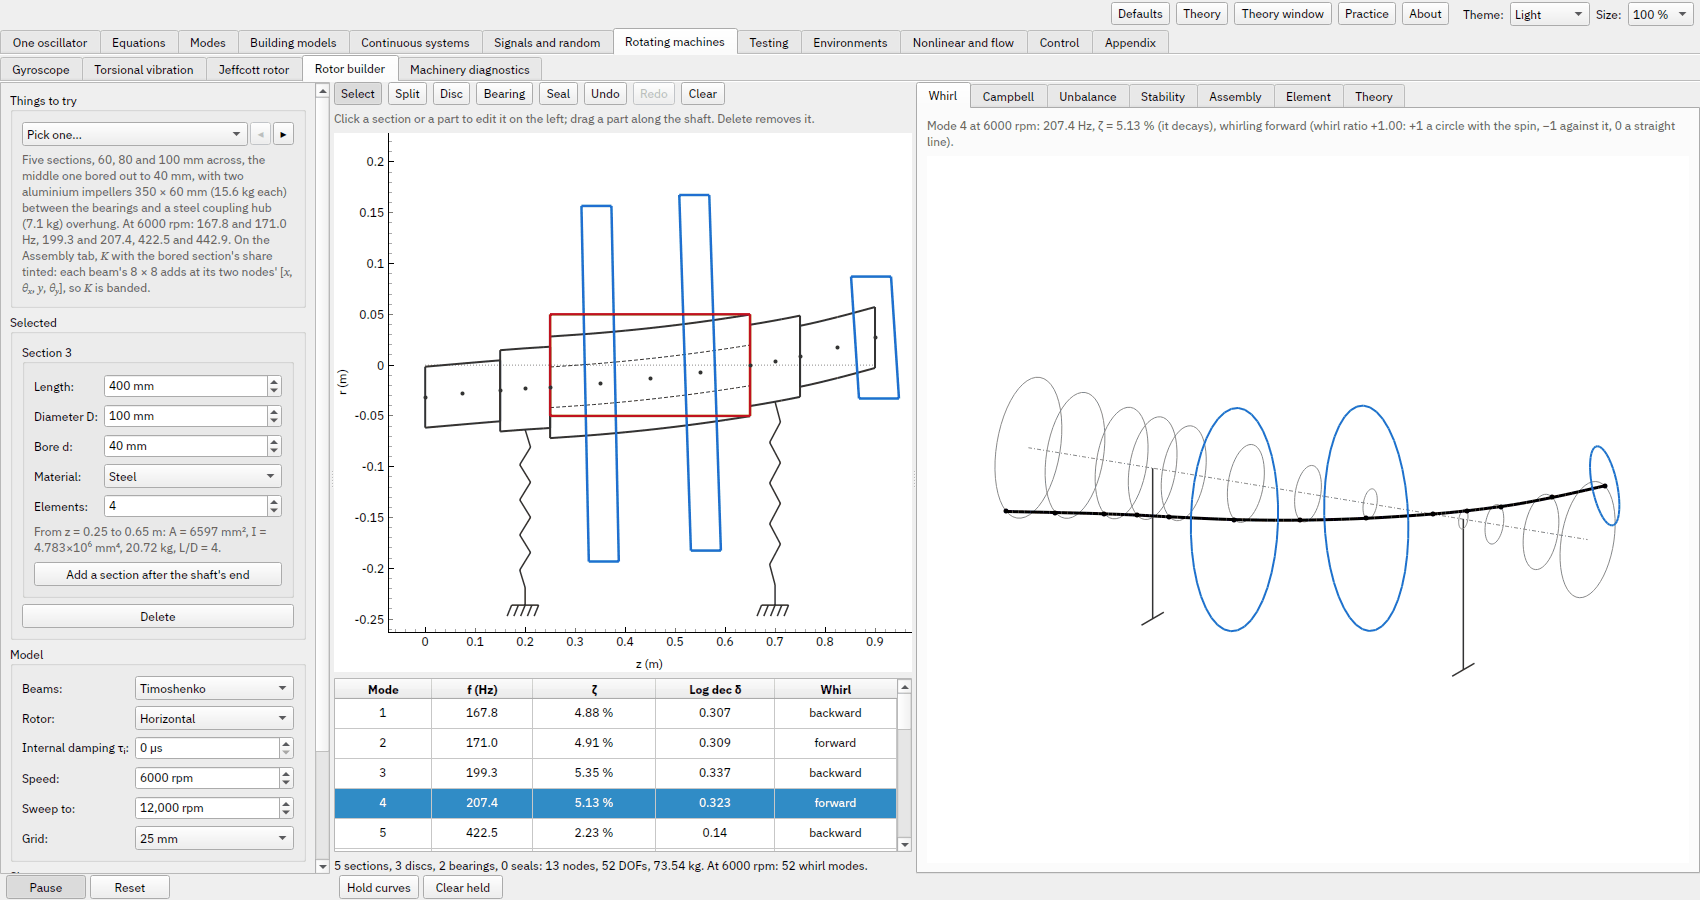 Defaults Theory Theory window Practice About Theme: Light Size: 100 %
One oscillator Equations Modes Building models Continuous systems Signals and random Rotating machines Testing Environments Nonlinear and flow Control Appendix
Gyroscope Torsional vibration Jeffcott rotor Rotor builder Machinery diagnostics
Things to try
Pick one...
Five sections, 60, 80 and 100 mm across, the
middle one bored out to 40 mm, with two
aluminium impellers 350 × 60 mm (15.6 kg each)
between the bearings and a steel coupling hub
(7.1 kg) overhung. At 6000 rpm: 167.8 and 171.0
Hz, 199.3 and 207.4, 422.5 and 442.9. On the
Assembly tab, K with the bored section's share
tinted: each beam's 8 × 8 adds at its two nodes' [x,
θx, y, θy], so K is banded.
Selected
Section 3
Length: 400 mm
Diameter D: 100 mm
Bore d: 40 mm
Material: Steel
Elements: 4
From z = 0.25 to 0.65 m: A = 6597 mm², I =
4.783×10⁶ mm⁴, 20.72 kg, L/D = 4.
Add a section after the shaft's end
Delete
Model
Beams: Timoshenko
Rotor: Horizontal
Internal damping τi: 0 µs
Speed: 6000 rpm
Sweep to: 12,000 rpm
Grid: 25 mm
Pause Reset
Select Split Disc Bearing Seal Undo Redo Clear
Click a section or a part to edit it on the left; drag a part along the shaft. Delete removes it.
0.2
0.15
0.1
0.05
0
-0.05
-0.1
-0.15
-0.2
-0.25
r (m)
0 0.1 0.2 0.3 0.4 0.5 0.6 0.7 0.8 0.9
z (m)
Mode f (Hz) ζ Log dec δ Whirl
1 167.8 4.88 % 0.307 backward
2 171.0 4.91 % 0.309 forward
3 199.3 5.35 % 0.337 backward
4 207.4 5.13 % 0.323 forward
5 422.5 2.23 % 0.14 backward
5 sections, 3 discs, 2 bearings, 0 seals: 13 nodes, 52 DOFs, 73.54 kg. At 6000 rpm: 52 whirl modes.
Hold curves Clear held
Whirl Campbell Unbalance Stability Assembly Element Theory
Mode 4 at 6000 rpm: 207.4 Hz, ζ = 5.13 % (it decays), whirling forward (whirl ratio +1.00: +1 a circle with the spin, −1 against it, 0 a straight
line).